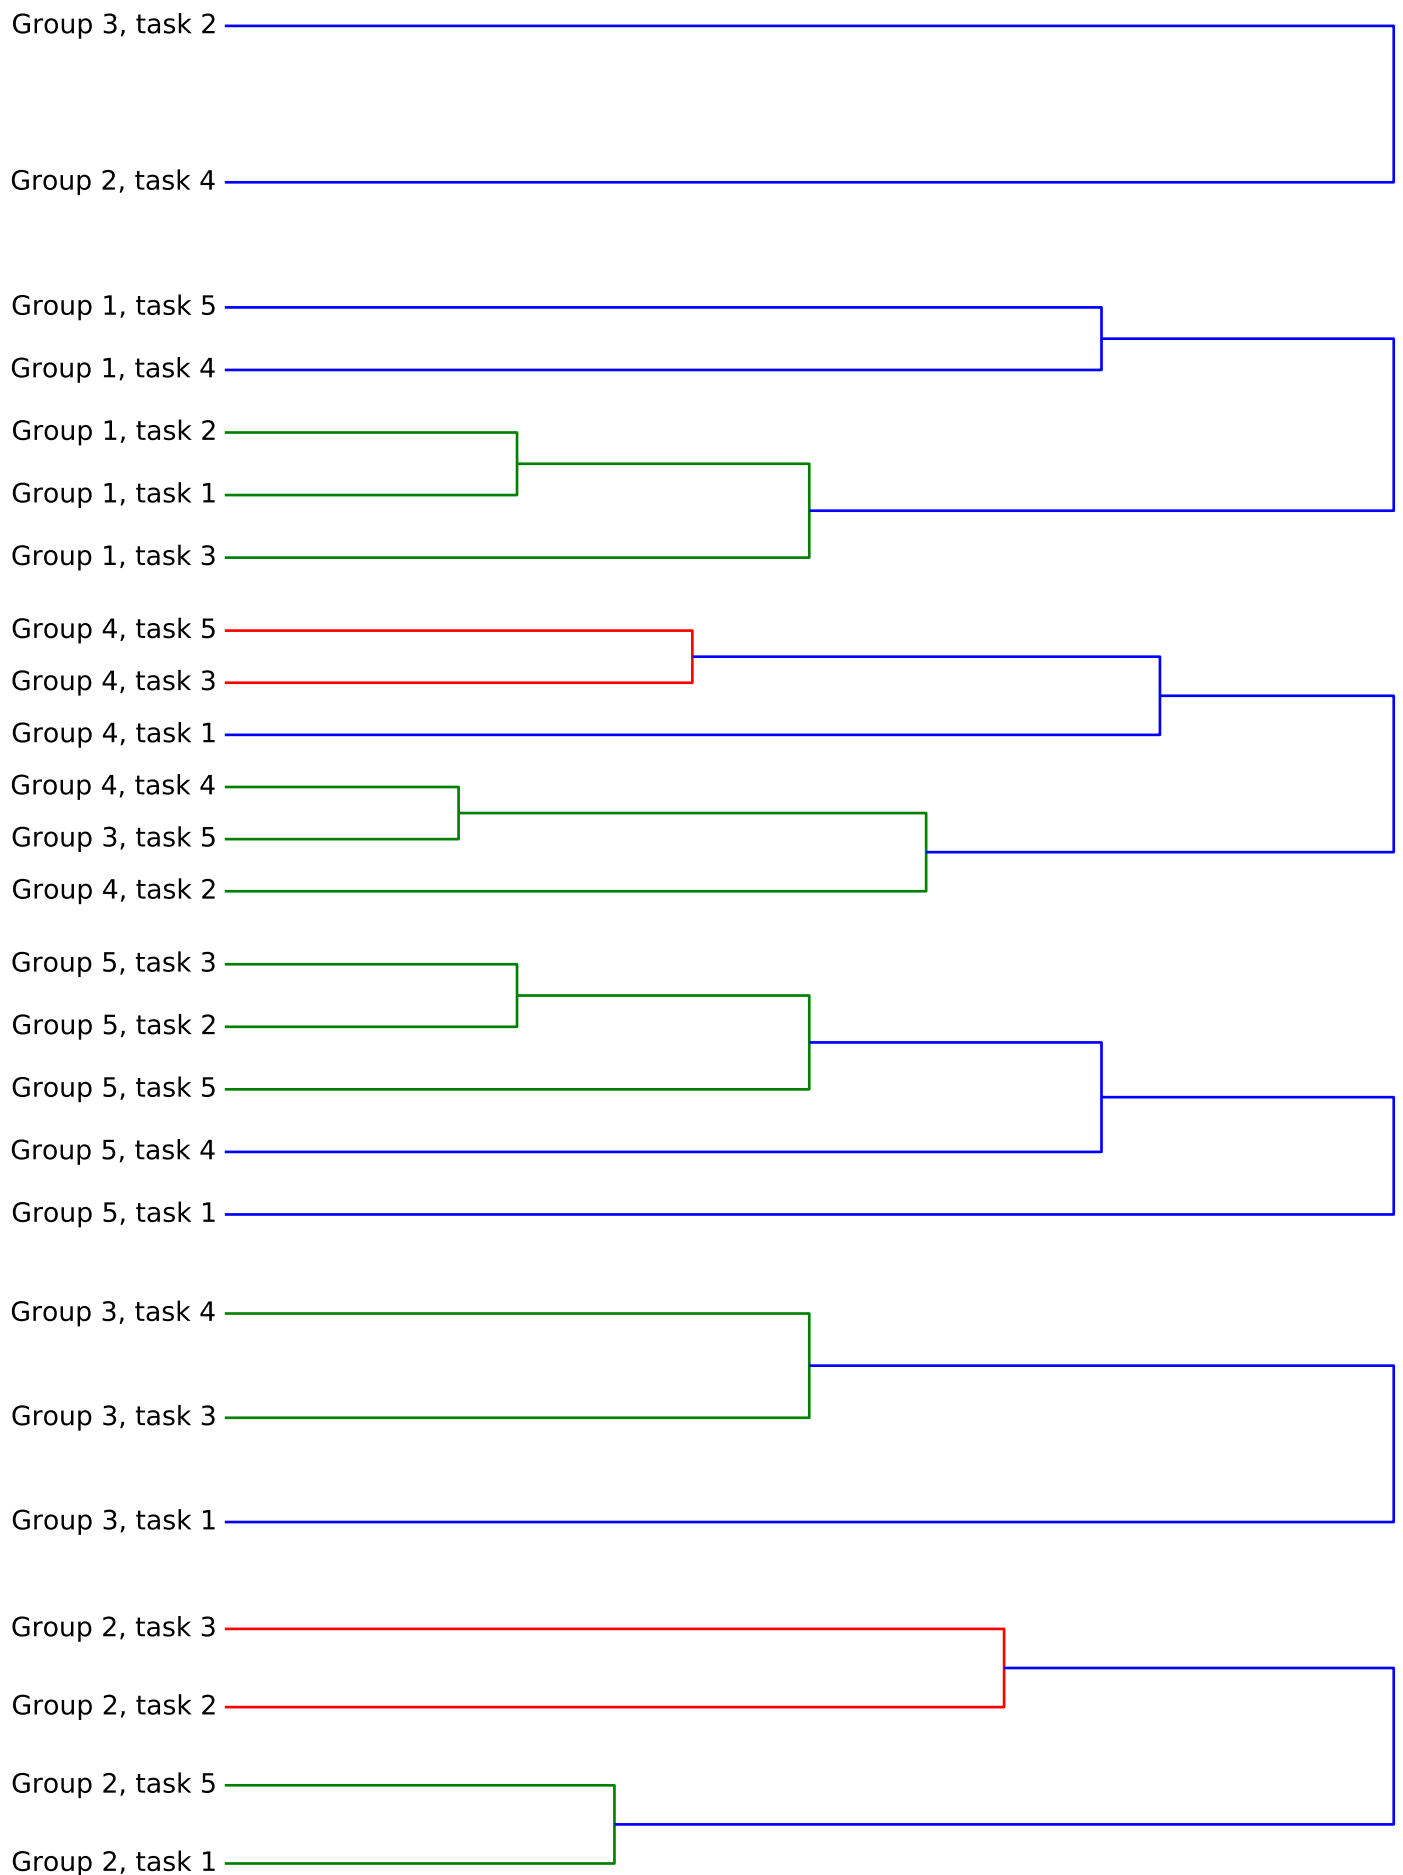 Group 3, task 2
Group 2, task 4
Group 1, task 5
Group 1, task 4
Group 1, task 2
Group 1, task 1
Group 1, task 3
Group 4, task 5
Group 4, task 3
Group 4, task 1
Group 4, task 4
Group 3, task 5
Group 4, task 2
Group 5, task 3
Group 5, task 2
Group 5, task 5
Group 5, task 4
Group 5, task 1
Group 3, task 4
Group 3, task 3
Group 3, task 1
Group 2, task 3
Group 2, task 2
Group 2, task 5
Group 2, task 1